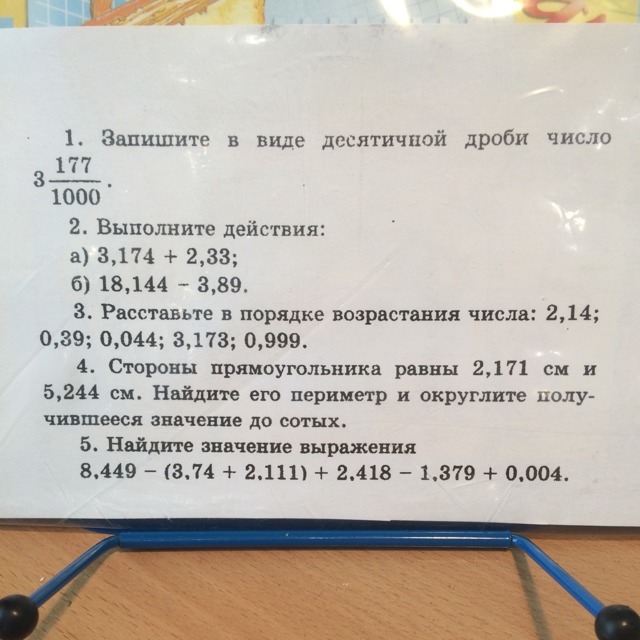 1. Запишите в виде десятичной дроби число
3 177/1000.
2. Выполните действия:
а) 3,174 + 2,33;
б) 18,144 – 3,89.
3. Расставьте в порядке возрастания числа: 2,14;
0,39; 0,044; 3,173; 0,999.
4. Стороны прямоугольника равны 2,171 см и
5,244 см. Найдите его периметр и округлите полу-
чившееся значение до сотых.
5. Найдите значение выражения
8,449 – (3,74 + 2,111) + 2,418 – 1,379 + 0,004.